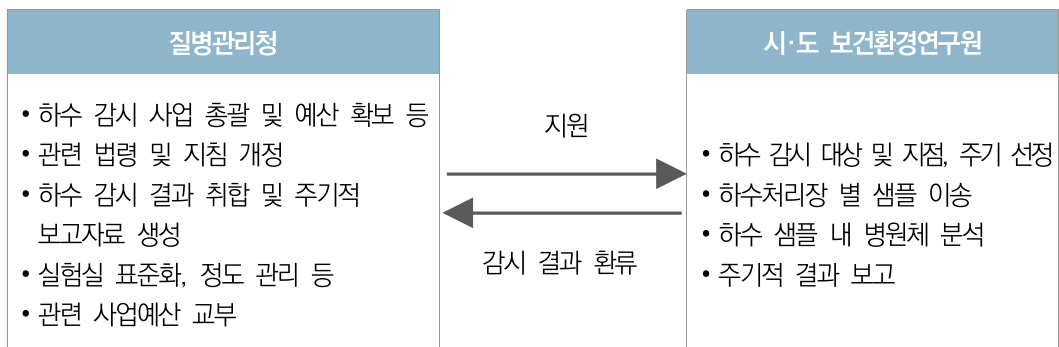 질병관리청
• 하수 감시 사업 총괄 및 예산 확보 등
• 관련 법령 및 지침 개정
• 하수 감시 결과 취합 및 주기적
보고자료 생성
• 실험실 표준화, 정도 관리 등
• 관련 사업예산 교부
지원
감시 결과 환류
시·도 보건환경연구원
• 하수 감시 대상 및 지점, 주기 선정
• 하수처리장 별 샘플 이송
• 하수 샘플 내 병원체 분석
• 주기적 결과 보고